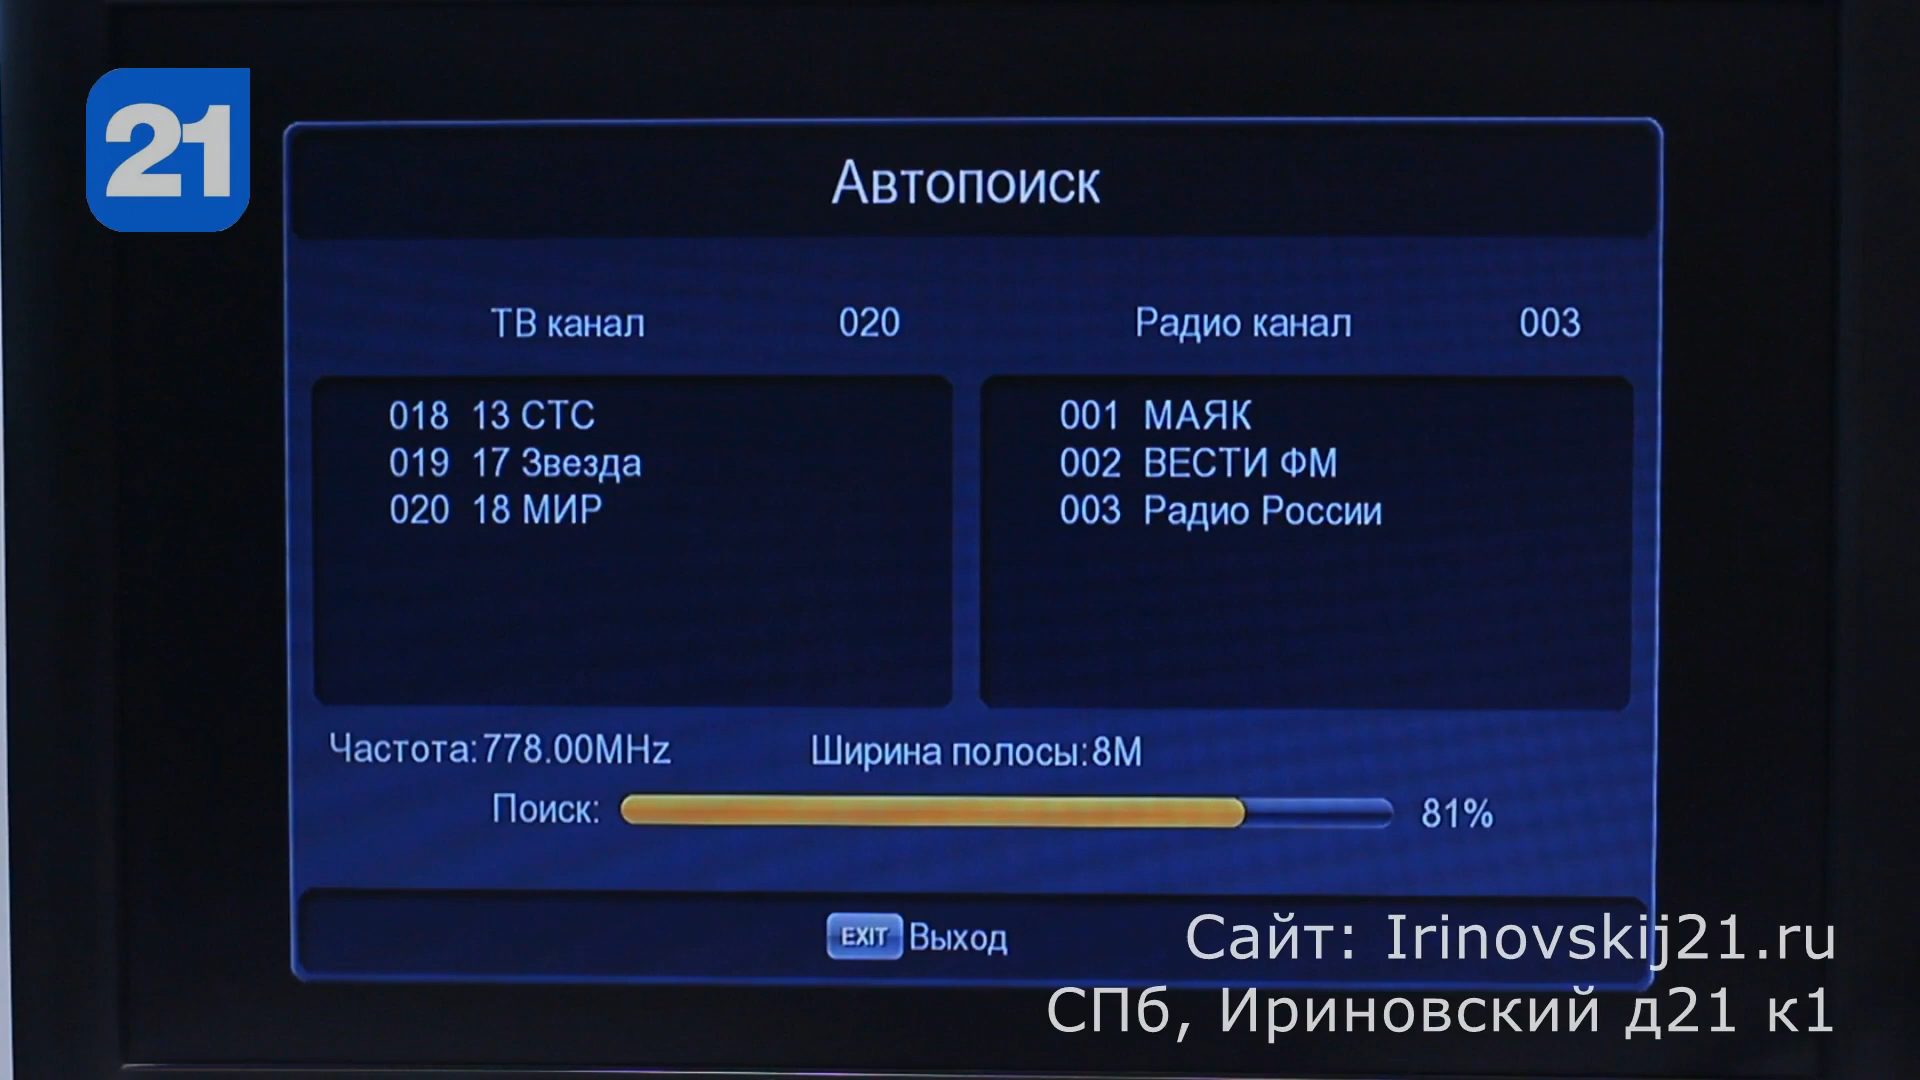 21
Автопоиск
ТВ канал 020 Радио канал 003
018 13 СТС
019 17 Звезда
020 18 МИР
001 МАЯК
002 ВЕСТИ ФМ
003 Радио России
Частота:778.00MHz Ширина полосы:8M
Поиск: 81%
EXIT Выход
Сайт: Irinovskij21.ru
СПб, Ириновский д21 к1